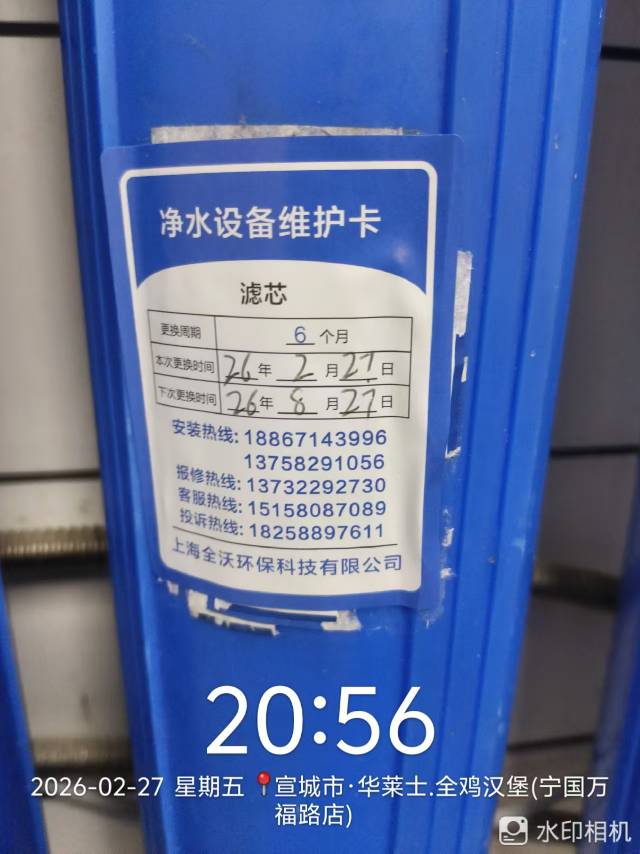 净水设备维护卡
滤芯
更换周期 6 个月
本次更换时间 26 年 2 月 27 日
下次更换时间 26 年 8 月 27 日
安装热线: 18867143996
13758291056
报修热线: 13732292730
客服热线: 15158087089
投诉热线: 18258897611
上海全沃环保科技有限公司
20:56
2026-02-27 星期五 📍宣城市·华莱士.全鸡汉堡(宁国万
福路店)
水印相机